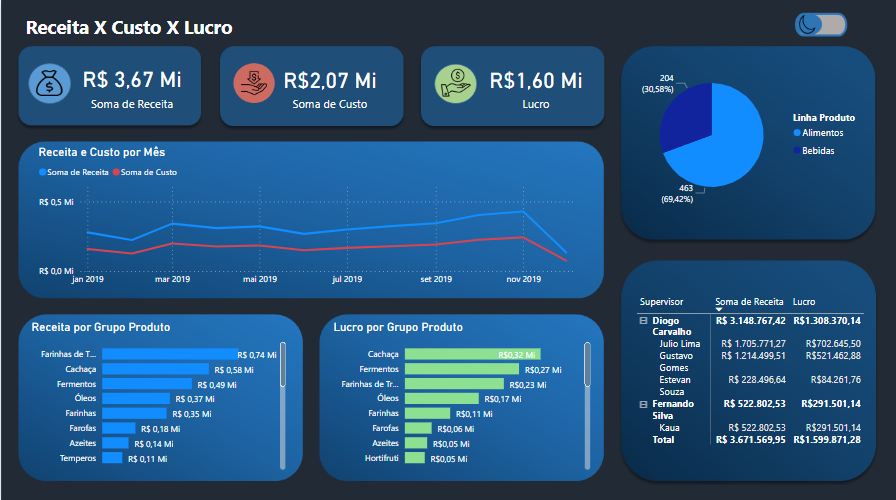 Receita X Custo X Lucro
R$ 3,67 Mi
Soma de Receita
R$2,07 Mi
Soma de Custo
R$1,60 Mi
Lucro
204
(30,58%)
463
(69,42%)
Linha Produto
Alimentos
Bebidas
Receita e Custo por Mês
Soma de Receita Soma de Custo
R$ 0,5 Mi
R$ 0,0 Mi
jan 2019 mar 2019 mai 2019 jul 2019 set 2019 nov 2019
Receita por Grupo Produto
Farinhas de T... R$ 0,74 Mi
Cachaça R$ 0,58 Mi
Fermentos R$ 0,49 Mi
Óleos R$ 0,37 Mi
Farinhas R$ 0,35 Mi
Farofas R$ 0,18 Mi
Azeites R$ 0,14 Mi
Temperos R$ 0,11 Mi
Lucro por Grupo Produto
Cachaça R$0,32 Mi
Fermentos R$0,27 Mi
Farinhas de Tr... R$0,23 Mi
Óleos R$0,17 Mi
Farinhas R$0,11 Mi
Farofas R$0,06 Mi
Azeites R$0,05 Mi
Hortifruti R$0,05 Mi
Supervisor Soma de Receita Lucro
Diogo R$ 3.148.767,42 R$1.308.370,14
Carvalho
Julio Lima R$ 1.705.771,27 R$702.645,50
Gustavo R$ 1.214.499,51 R$521.462,88
Gomes
Estevan R$ 228.496,64 R$84.261,76
Souza
Fernando R$ 522.802,53 R$291.501,14
Silva
Kaua R$ 522.802,53 R$291.501,14
Total R$ 3.671.569,95 R$1.599.871,28